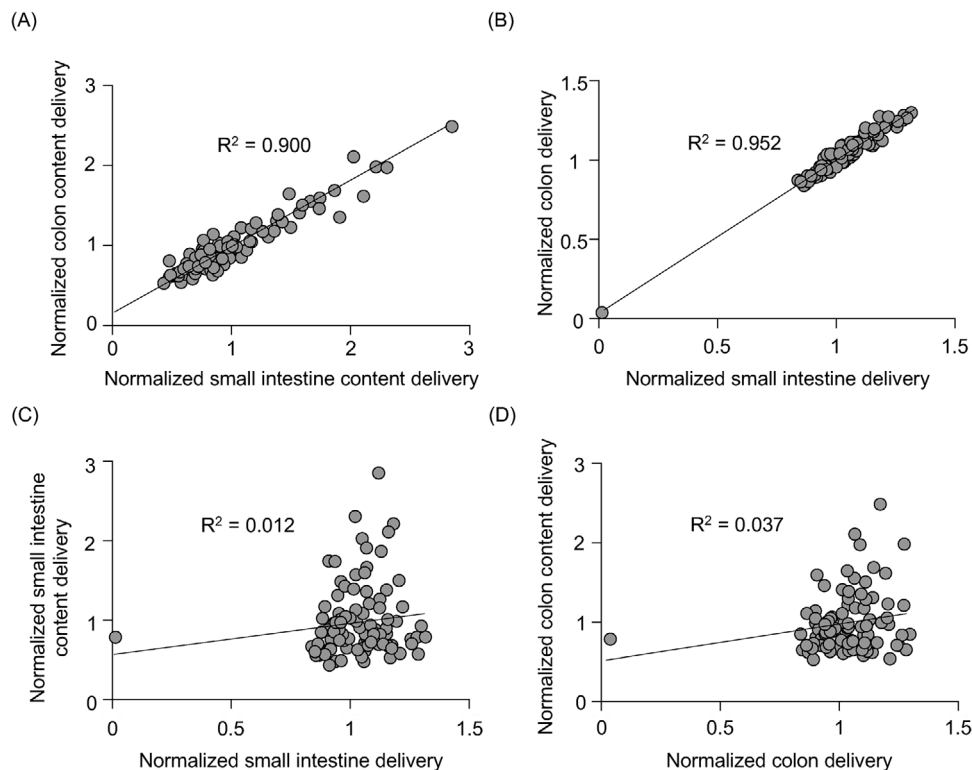 (A)
Normalized colon content delivery
3
2
1
0
R² = 0.900
0
1
2
3
Normalized small intestine content delivery
(B)
Normalized colon delivery
1.5
1.0
0.5
0
R² = 0.952
0
0.5
1
1.5
Normalized small intestine delivery
(C)
Normalized small intestine
content delivery
3
2
1
0
R² = 0.012
0
0.5
1
1.5
Normalized small intestine delivery
(D)
Normalized colon content delivery
3
2
1
0
R² = 0.037
0
0.5
1
1.5
Normalized colon delivery